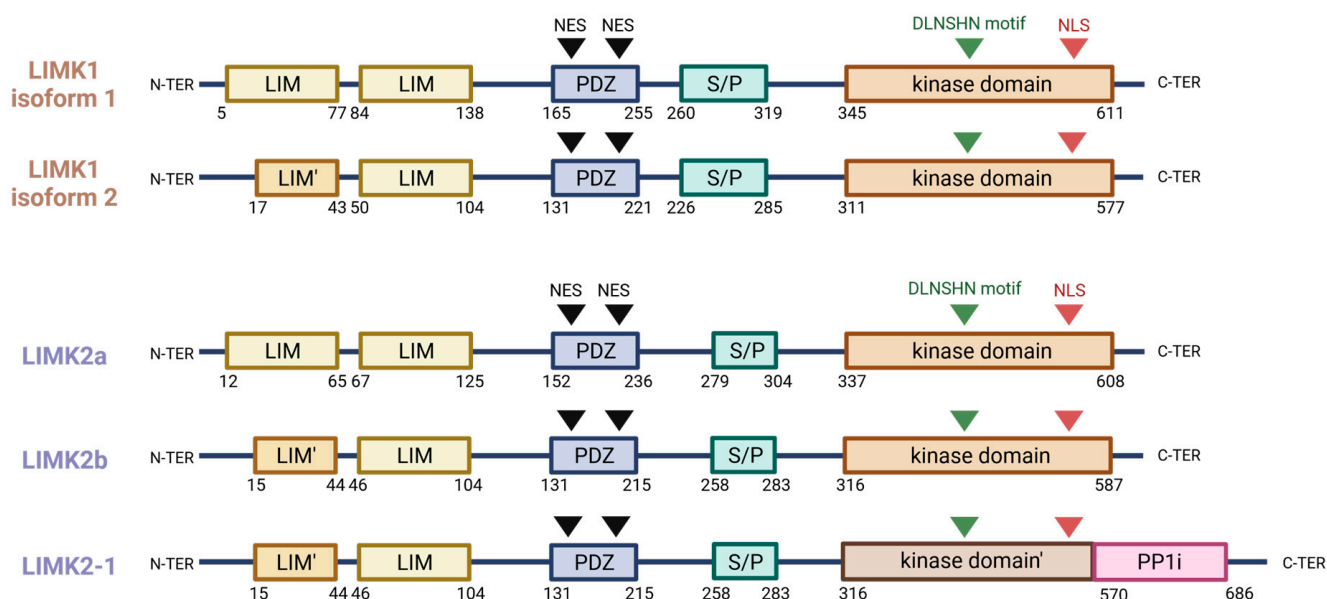 NES NES DLNSHN motif NLS
LIMK1
isoform 1
N-TER LIM LIM PDZ S/P kinase domain C-TER
5 77 84 138 165 255 260 319 345 611
LIMK1
isoform 2
N-TER LIM' LIM PDZ S/P kinase domain C-TER
17 43 50 104 131 221 226 285 311 577
NES NES DLNSHN motif NLS
LIMK2a N-TER LIM LIM PDZ S/P kinase domain C-TER
12 65 67 125 152 236 279 304 337 608
LIMK2b N-TER LIM' LIM PDZ S/P kinase domain C-TER
15 44 46 104 131 215 258 283 316 587
LIMK2-1 N-TER LIM' LIM PDZ S/P kinase domain' PP1i C-TER
15 44 46 104 131 215 258 283 316 570 686